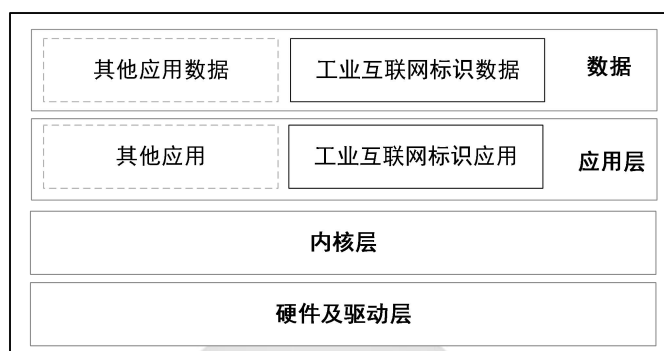 其他应用数据
工业互联网标识数据
数据
其他应用
工业互联网标识应用
应用层
内核层
硬件及驱动层